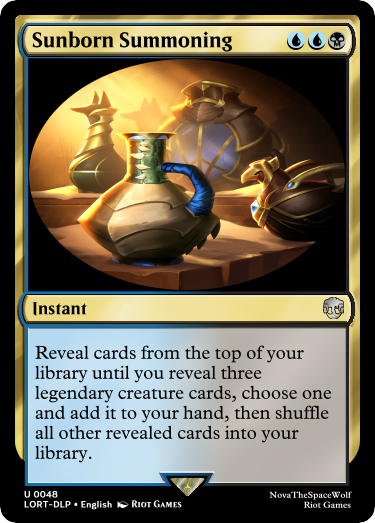 Sunborn Summoning
Instant
Reveal cards from the top of your
library until you reveal three
legendary creature cards, choose one
and add it to your hand, then shuffle
all other revealed cards into your
library.
U 0048
LORT-DLP • English Riot Games
NovaTheSpaceWolf
Riot Games